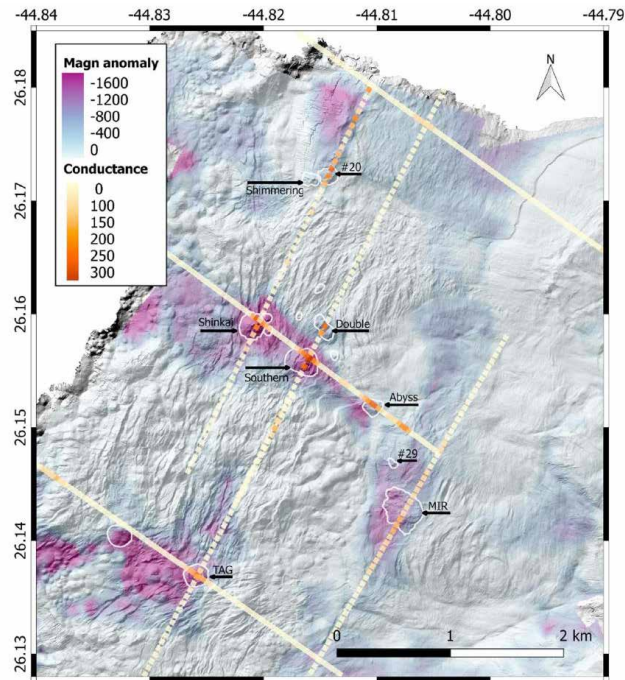 -44.84 -44.83 -44.82 -44.81 -44.80 -44.79
26.18
26.17
26.16
26.15
26.14
26.13
Magn anomaly
-1600
-1200
-800
-400
0
Conductance
0
100
150
200
250
300
N
#20
Shimmering
Shinkai
Double
Southern
Abyss
#29
MIR
TAG
0 1 2 km